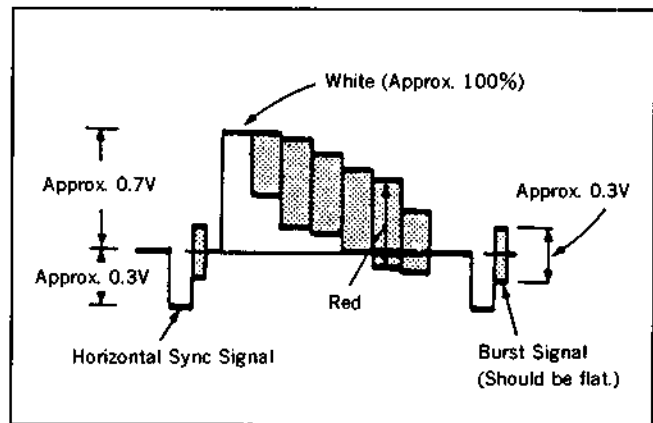 White (Approx. 100%)
Approx. 0.7V
Approx. 0.3V
Approx. 0.3V
Red
Horizontal Sync Signal
Burst Signal
(Should be flat.)